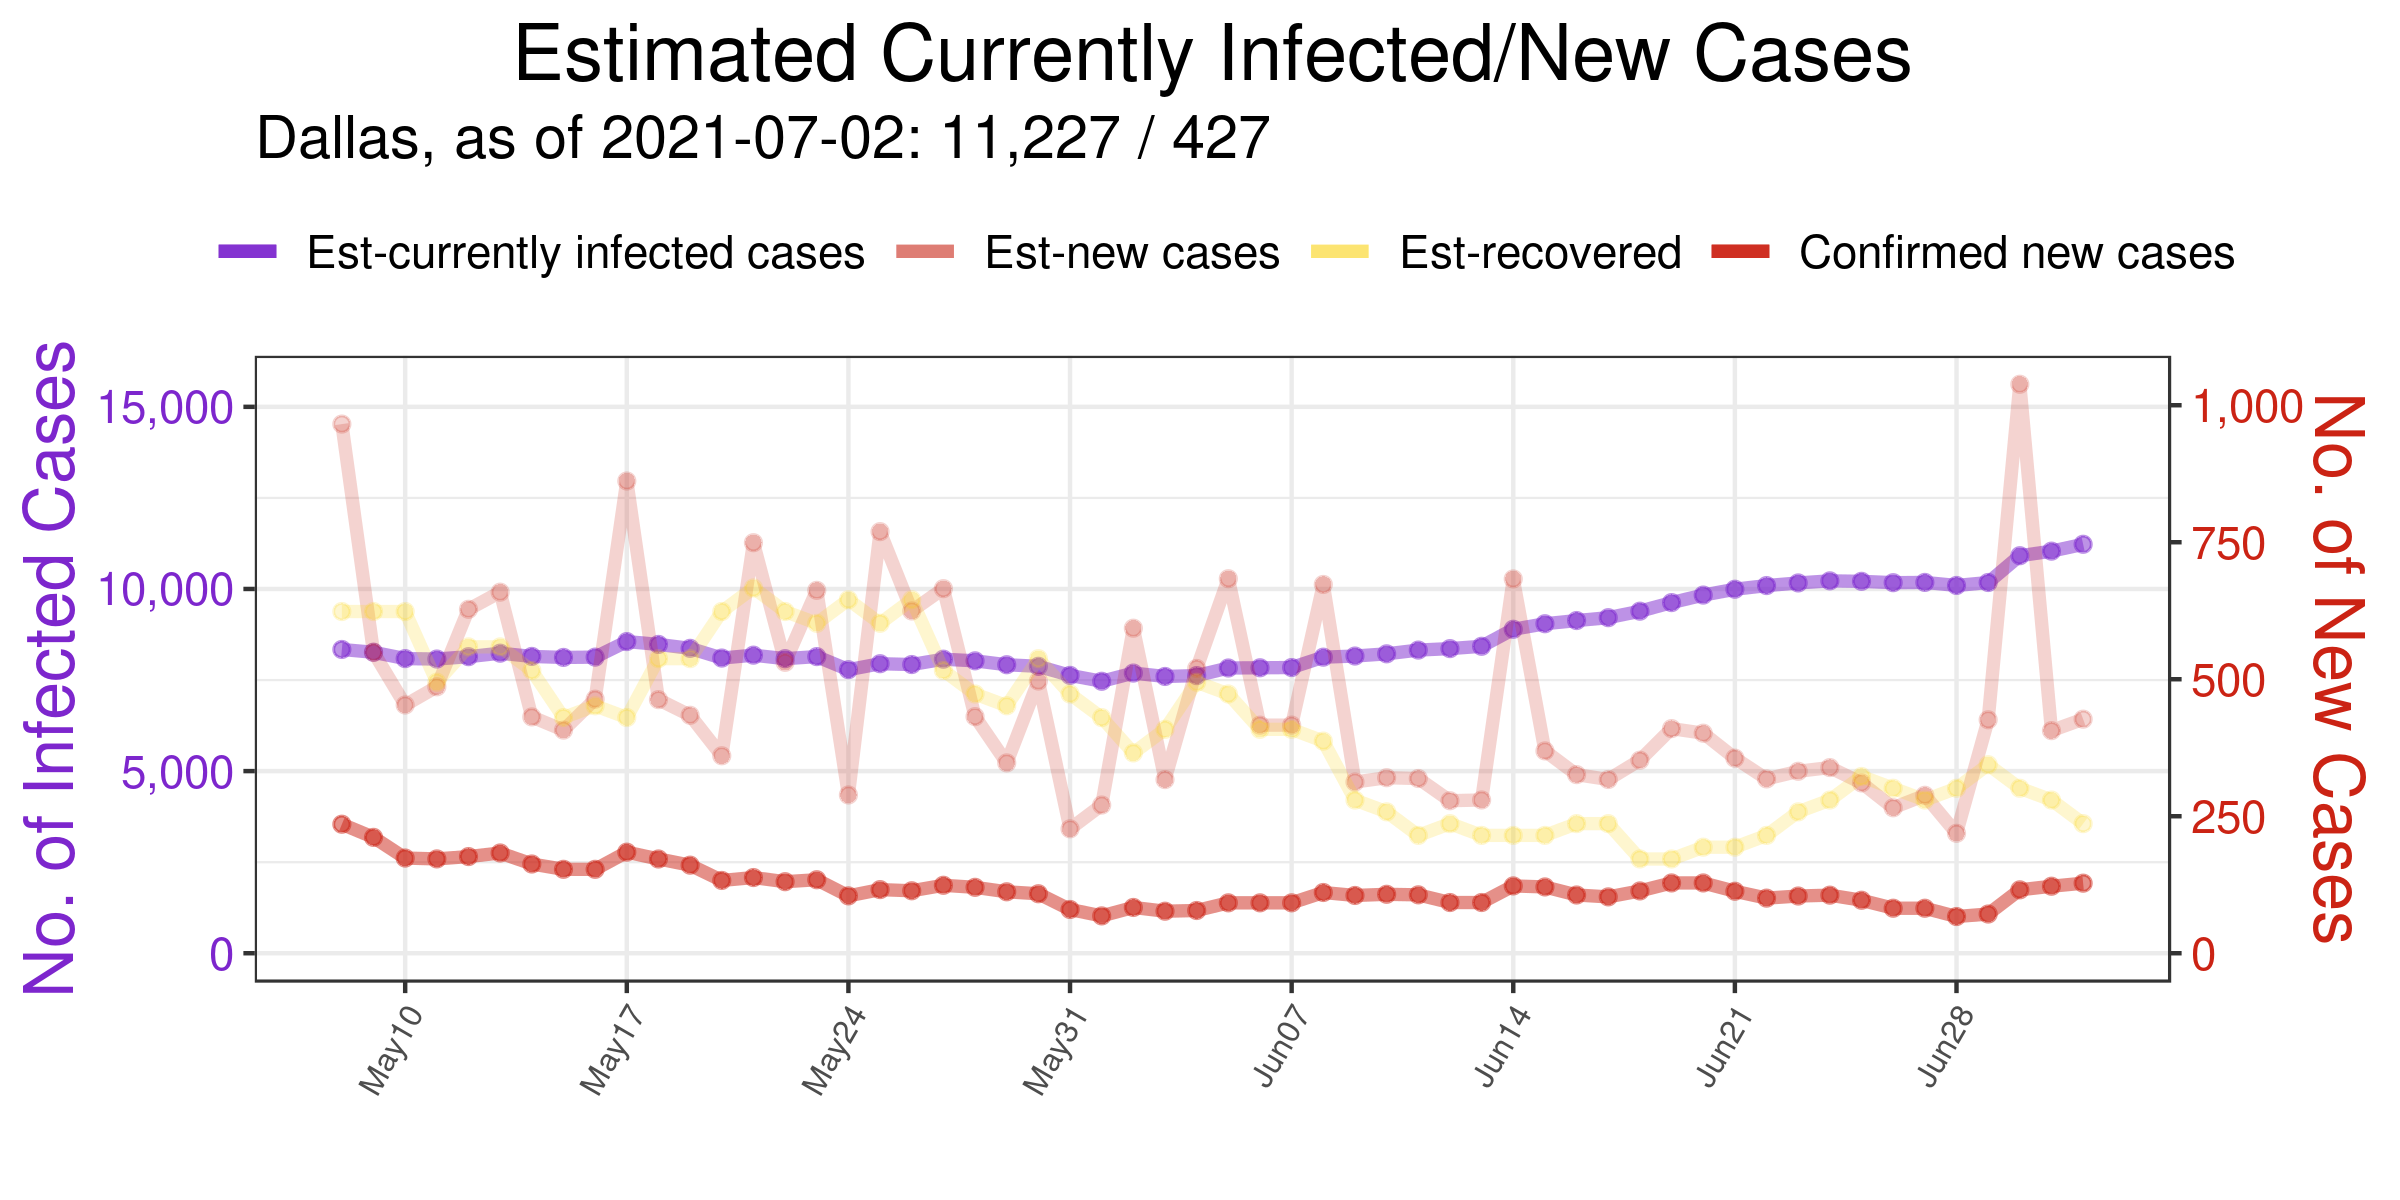 Estimated Currently Infected/New Cases
Dallas, as of 2021-07-02: 11,227 / 427
Est-currently infected cases Est-new cases Est-recovered Confirmed new cases
No. of Infected Cases
15,000
10,000
5,000
0
1,000
750
500
250
0
No. of New Cases
May10 May17 May24 May31 Jun07 Jun14 Jun21 Jun28